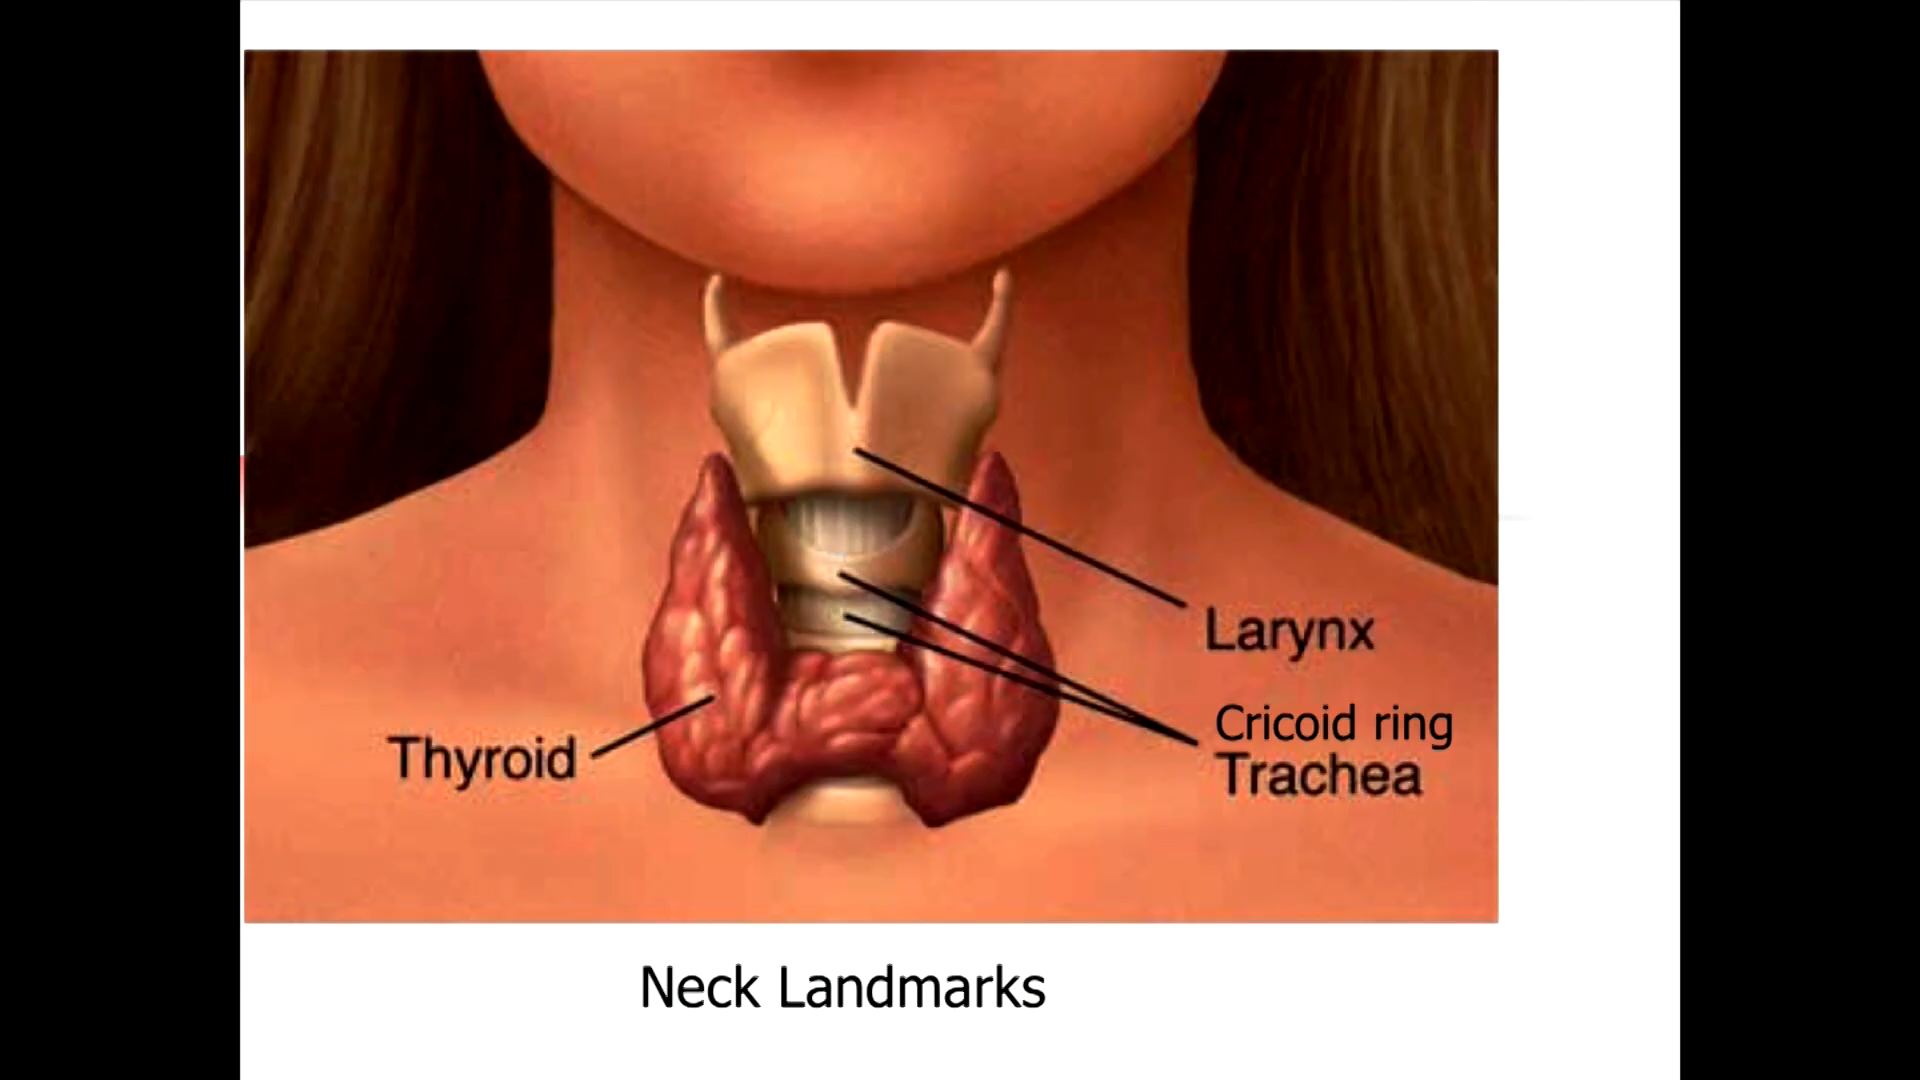 Larynx
Cricoid ring
Trachea
Thyroid
Neck Landmarks